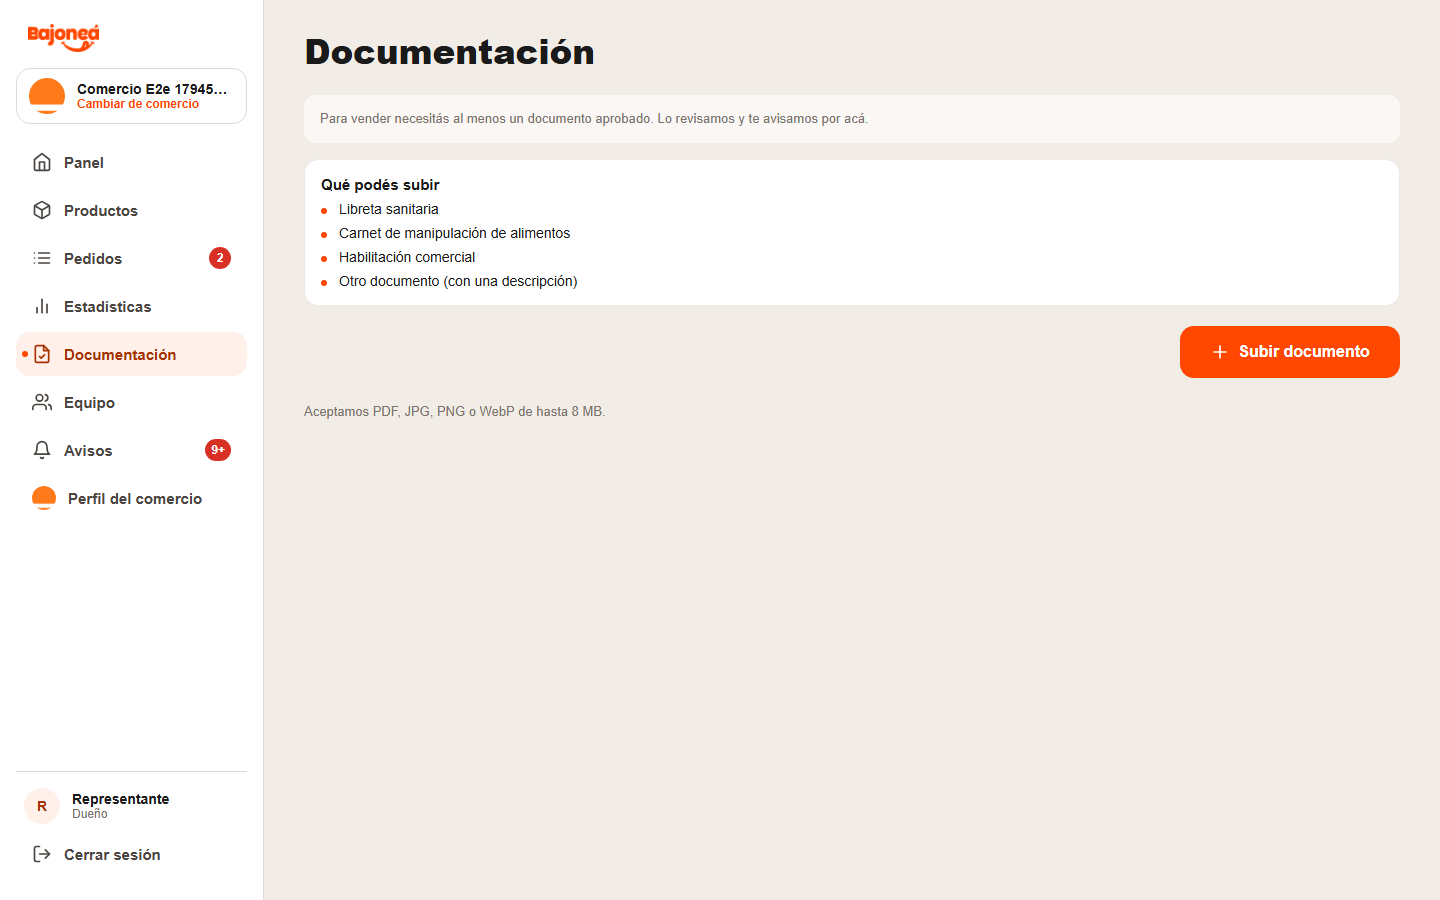 Bajoneá
Comercio E2e 17945...
Cambiar de comercio
Panel
Productos
Pedidos 2
Estadísticas
Documentación
Equipo
Avisos 9+
Perfil del comercio
R
Representante
Dueño
Cerrar sesión
Documentación
Para vender necesitás al menos un documento aprobado. Lo revisamos y te avisamos por acá.
Qué podés subir
Libreta sanitaria
Carnet de manipulación de alimentos
Habilitación comercial
Otro documento (con una descripción)
Subir documento
Aceptamos PDF, JPG, PNG o WebP de hasta 8 MB.